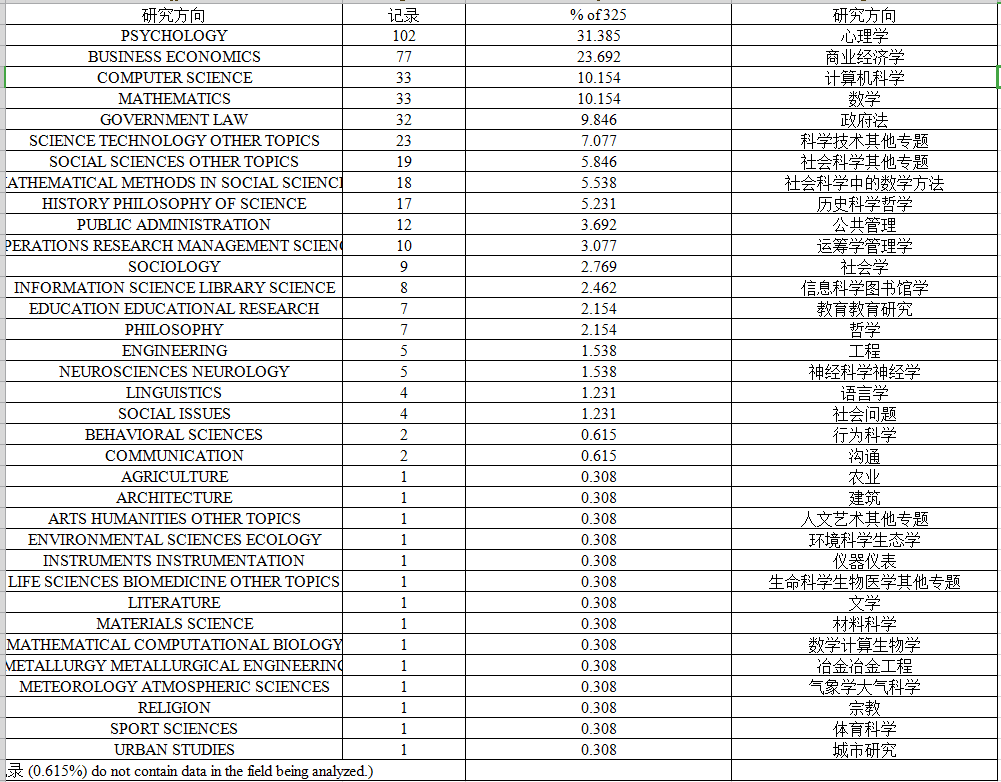 研究方向 记录 % of 325 研究方向
PSYCHOLOGY 102 31.385 心理学
BUSINESS ECONOMICS 77 23.692 商业经济学
COMPUTER SCIENCE 33 10.154 计算机科学
MATHEMATICS 33 10.154 数学
GOVERNMENT LAW 32 9.846 政府法
SCIENCE TECHNOLOGY OTHER TOPICS 23 7.077 科学技术其他专题
SOCIAL SCIENCES OTHER TOPICS 19 5.846 社会科学其他专题
ATHEMATICAL METHODS IN SOCIAL SCIENCI 18 5.538 社会科学中的数学方法
HISTORY PHILOSOPHY OF SCIENCE 17 5.231 历史科学哲学
PUBLIC ADMINISTRATION 12 3.692 公共管理
PERATIONS RESEARCH MANAGEMENT SCIEN 10 3.077 运筹学管理学
SOCIOLOGY 9 2.769 社会学
INFORMATION SCIENCE LIBRARY SCIENCE 8 2.462 信息科学图书馆学
EDUCATION EDUCATIONAL RESEARCH 7 2.154 教育教育研究
PHILOSOPHY 7 2.154 哲学
ENGINEERING 5 1.538 工程
NEUROSCIENCES NEUROLOGY 5 1.538 神经科学神经学
LINGUISTICS 4 1.231 语言学
SOCIAL ISSUES 4 1.231 社会问题
BEHAVIORAL SCIENCES 2 0.615 行为科学
COMMUNICATION 2 0.615 沟通
AGRICULTURE 1 0.308 农业
ARCHITECTURE 1 0.308 建筑
ARTS HUMANITIES OTHER TOPICS 1 0.308 人文艺术其他专题
ENVIRONMENTAL SCIENCES ECOLOGY 1 0.308 环境科学生态学
INSTRUMENTS INSTRUMENTATION 1 0.308 仪器仪表
LIFE SCIENCES BIOMEDICINE OTHER TOPICS 1 0.308 生命科学生物医学其他专题
LITERATURE 1 0.308 文学
MATERIALS SCIENCE 1 0.308 材料科学
MATHEMATICAL COMPUTATIONAL BIOLOGY 1 0.308 数学计算生物学
METALLURGY METALLURGICAL ENGINEERING 1 0.308 冶金冶金工程
METEOROLOGY ATMOSPHERIC SCIENCES 1 0.308 气象学大气科学
RELIGION 1 0.308 宗教
SPORT SCIENCES 1 0.308 体育科学
URBAN STUDIES 1 0.308 城市研究
录 (0.615%) do not contain data in the field being analyzed.)